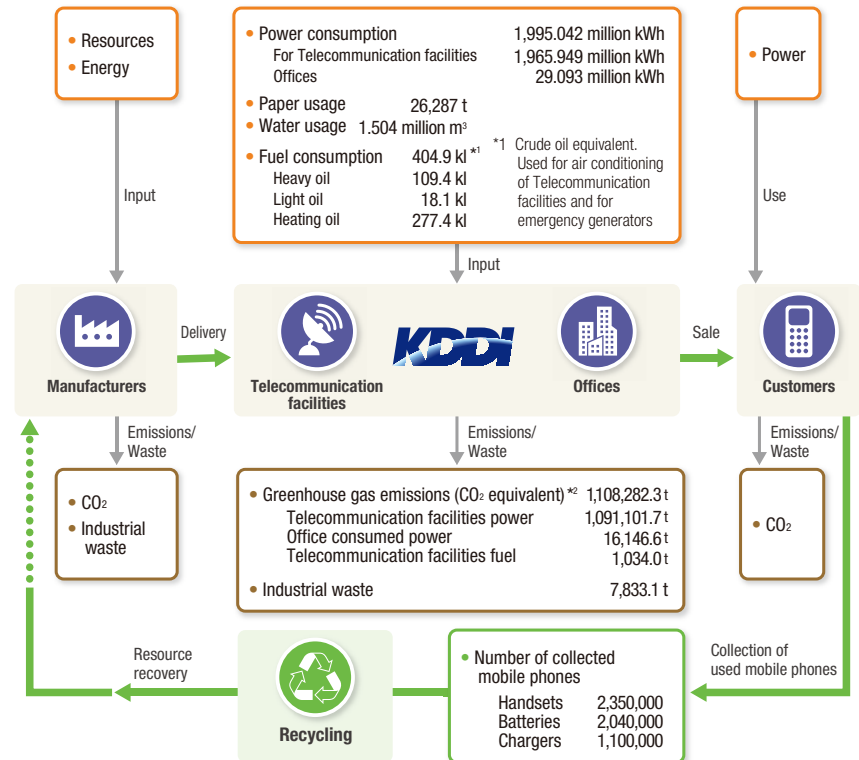 • Resources
• Energy
• Power consumption 1,995.042 million kWh
For Telecommunication facilities 1,965.949 million kWh
Offices 29.093 million kWh
• Paper usage 26,287 t
• Water usage 1.504 million m³
• Fuel consumption 404.9 kl *1
Heavy oil 109.4 kl
Light oil 18.1 kl
Heating oil 277.4 kl
*1 Crude oil equivalent.
Used for air conditioning
of Telecommunication
facilities and for
emergency generators
• Power
Input
Input
Use
Manufacturers
Delivery
Telecommunication
facilities
KDDI
Offices
Sale
Customers
Emissions/
Waste
Emissions/
Waste
Emissions/
Waste
• CO₂
• Industrial
waste
• Greenhouse gas emissions (CO₂ equivalent) *2 1,108,282.3 t
Telecommunication facilities power 1,091,101.7 t
Office consumed power 16,146.6 t
Telecommunication facilities fuel 1,034.0 t
• Industrial waste 7,833.1 t
• CO₂
Resource
recovery
Recycling
• Number of collected
mobile phones
Handsets 2,350,000
Batteries 2,040,000
Chargers 1,100,000
Collection of
used mobile phones